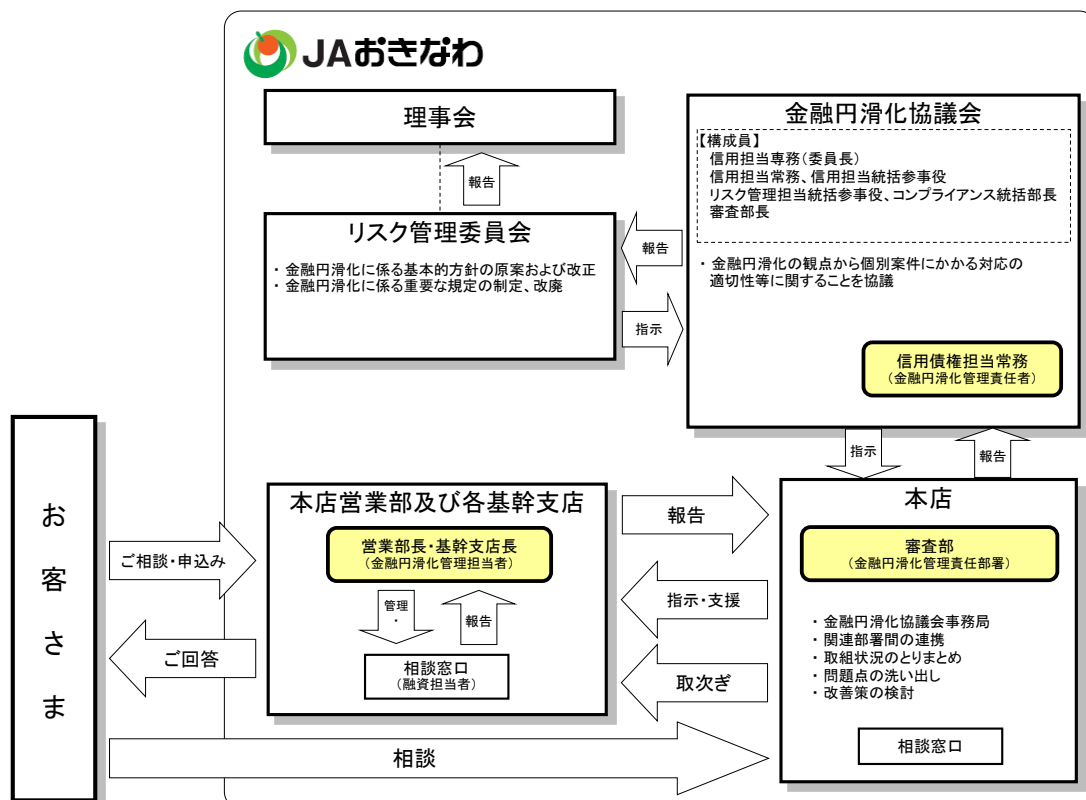 JAおきなわ
理事会
報告
リスク管理委員会
・ 金融円滑化に係る基本的方針の原案および改正
・ 金融円滑化に係る重要な規定の制定、改廃
報告
指示
金融円滑化協議会
【構成員】
信用担当専務(委員長)
信用担当常務、信用担当統括参事役
リスク管理担当統括参事役、コンプライアンス統括部長
審査部長
・ 金融円滑化の観点から個別案件にかかる対応の
適切性等に関することを協議
信用債権担当常務
(金融円滑化管理責任者)
指示
報告
お客さま
ご相談・申込み
ご回答
本店営業部及び各基幹支店
営業部長・基幹支店長
(金融円滑化管理担当者)
管理
・
報告
相談窓口
(融資担当者)
報告
指示・支援
取次ぎ
相談
本店
審査部
(金融円滑化管理責任部署)
・ 金融円滑化協議会事務局
・ 関連部署間の連携
・ 取組状況のとりまとめ
・ 問題点の洗い出し
・ 改善策の検討
相談窓口